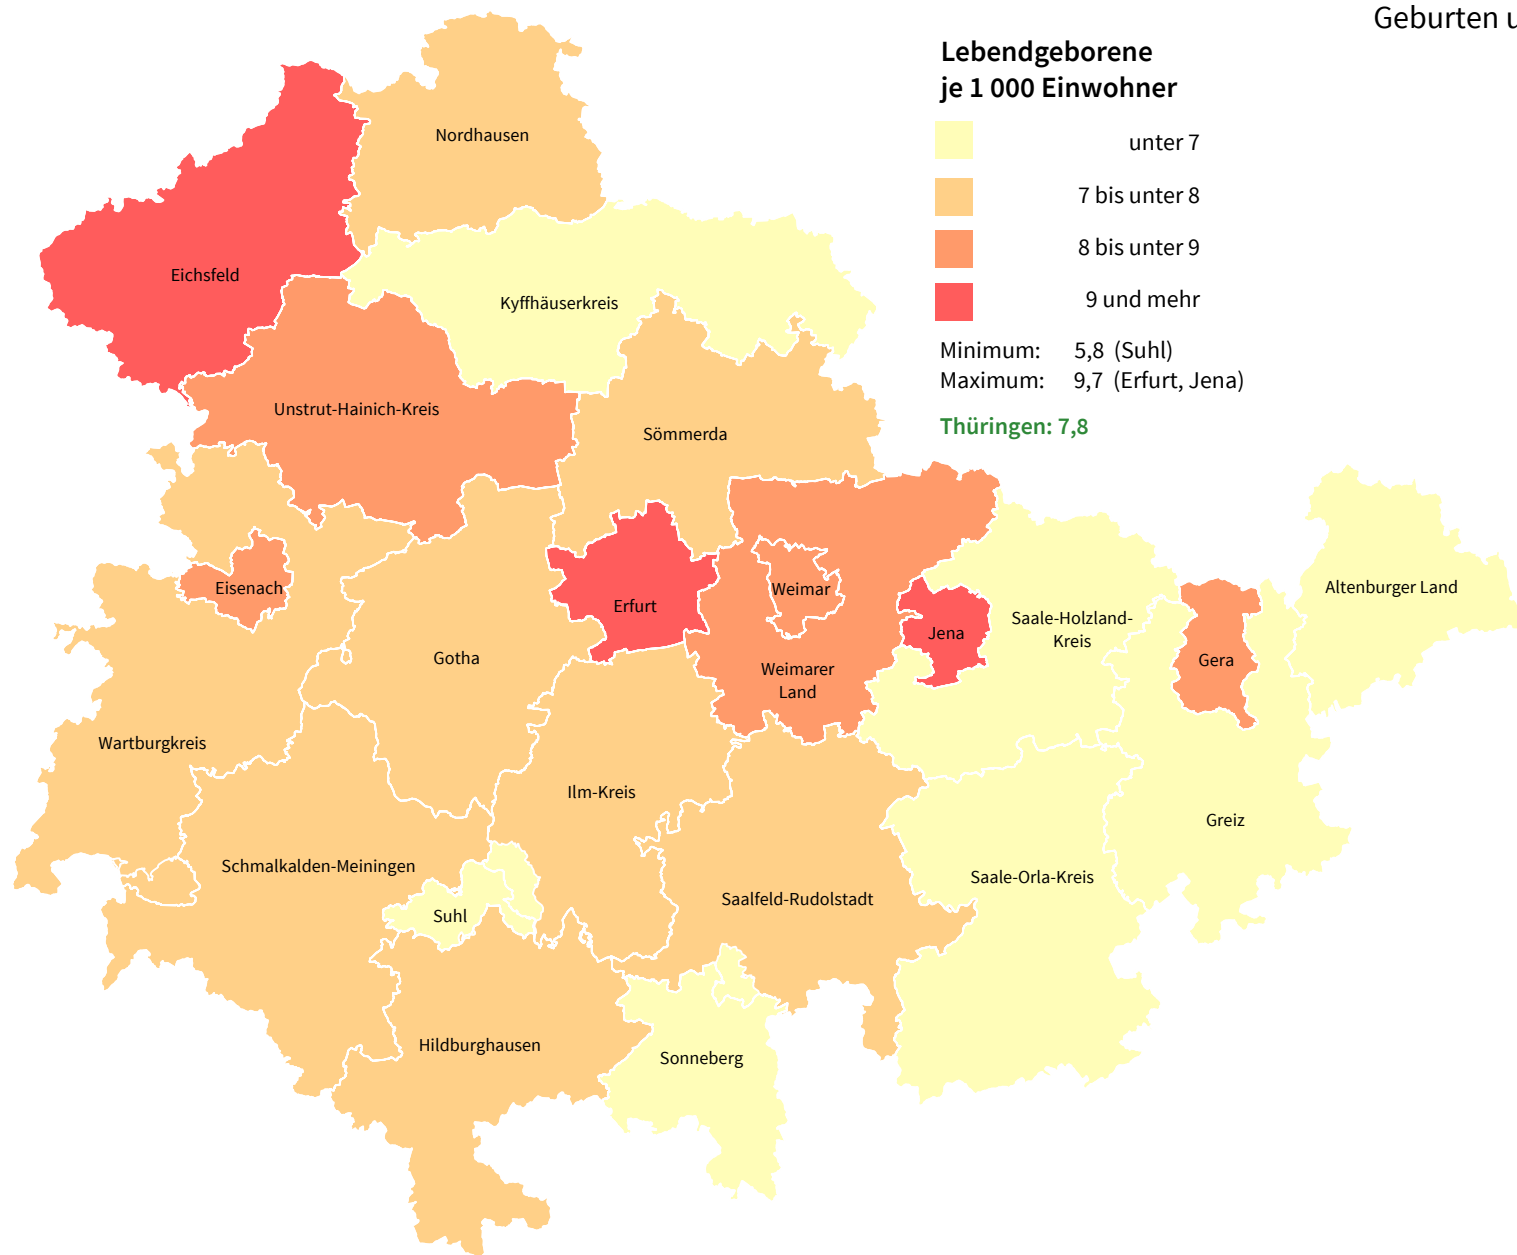 Geburten u
Lebendgeborene
je 1 000 Einwohner
unter 7
7 bis unter 8
8 bis unter 9
9 und mehr
Minimum: 5,8 (Suhl)
Maximum: 9,7 (Erfurt, Jena)
Thüringen: 7,8
Nordhausen
Eichsfeld
Kyffhäuserkreis
Unstrut-Hainich-Kreis
Sömmerda
Eisenach
Erfurt
Weimar
Altenburger Land
Saale-Holzland-
Kreis
Jena
Gotha
Gera
Weimarer
Land
Wartburgkreis
Ilm-Kreis
Greiz
Schmalkalden-Meiningen
Saale-Orla-Kreis
Saalfeld-Rudolstadt
Suhl
Hildburghausen
Sonneberg